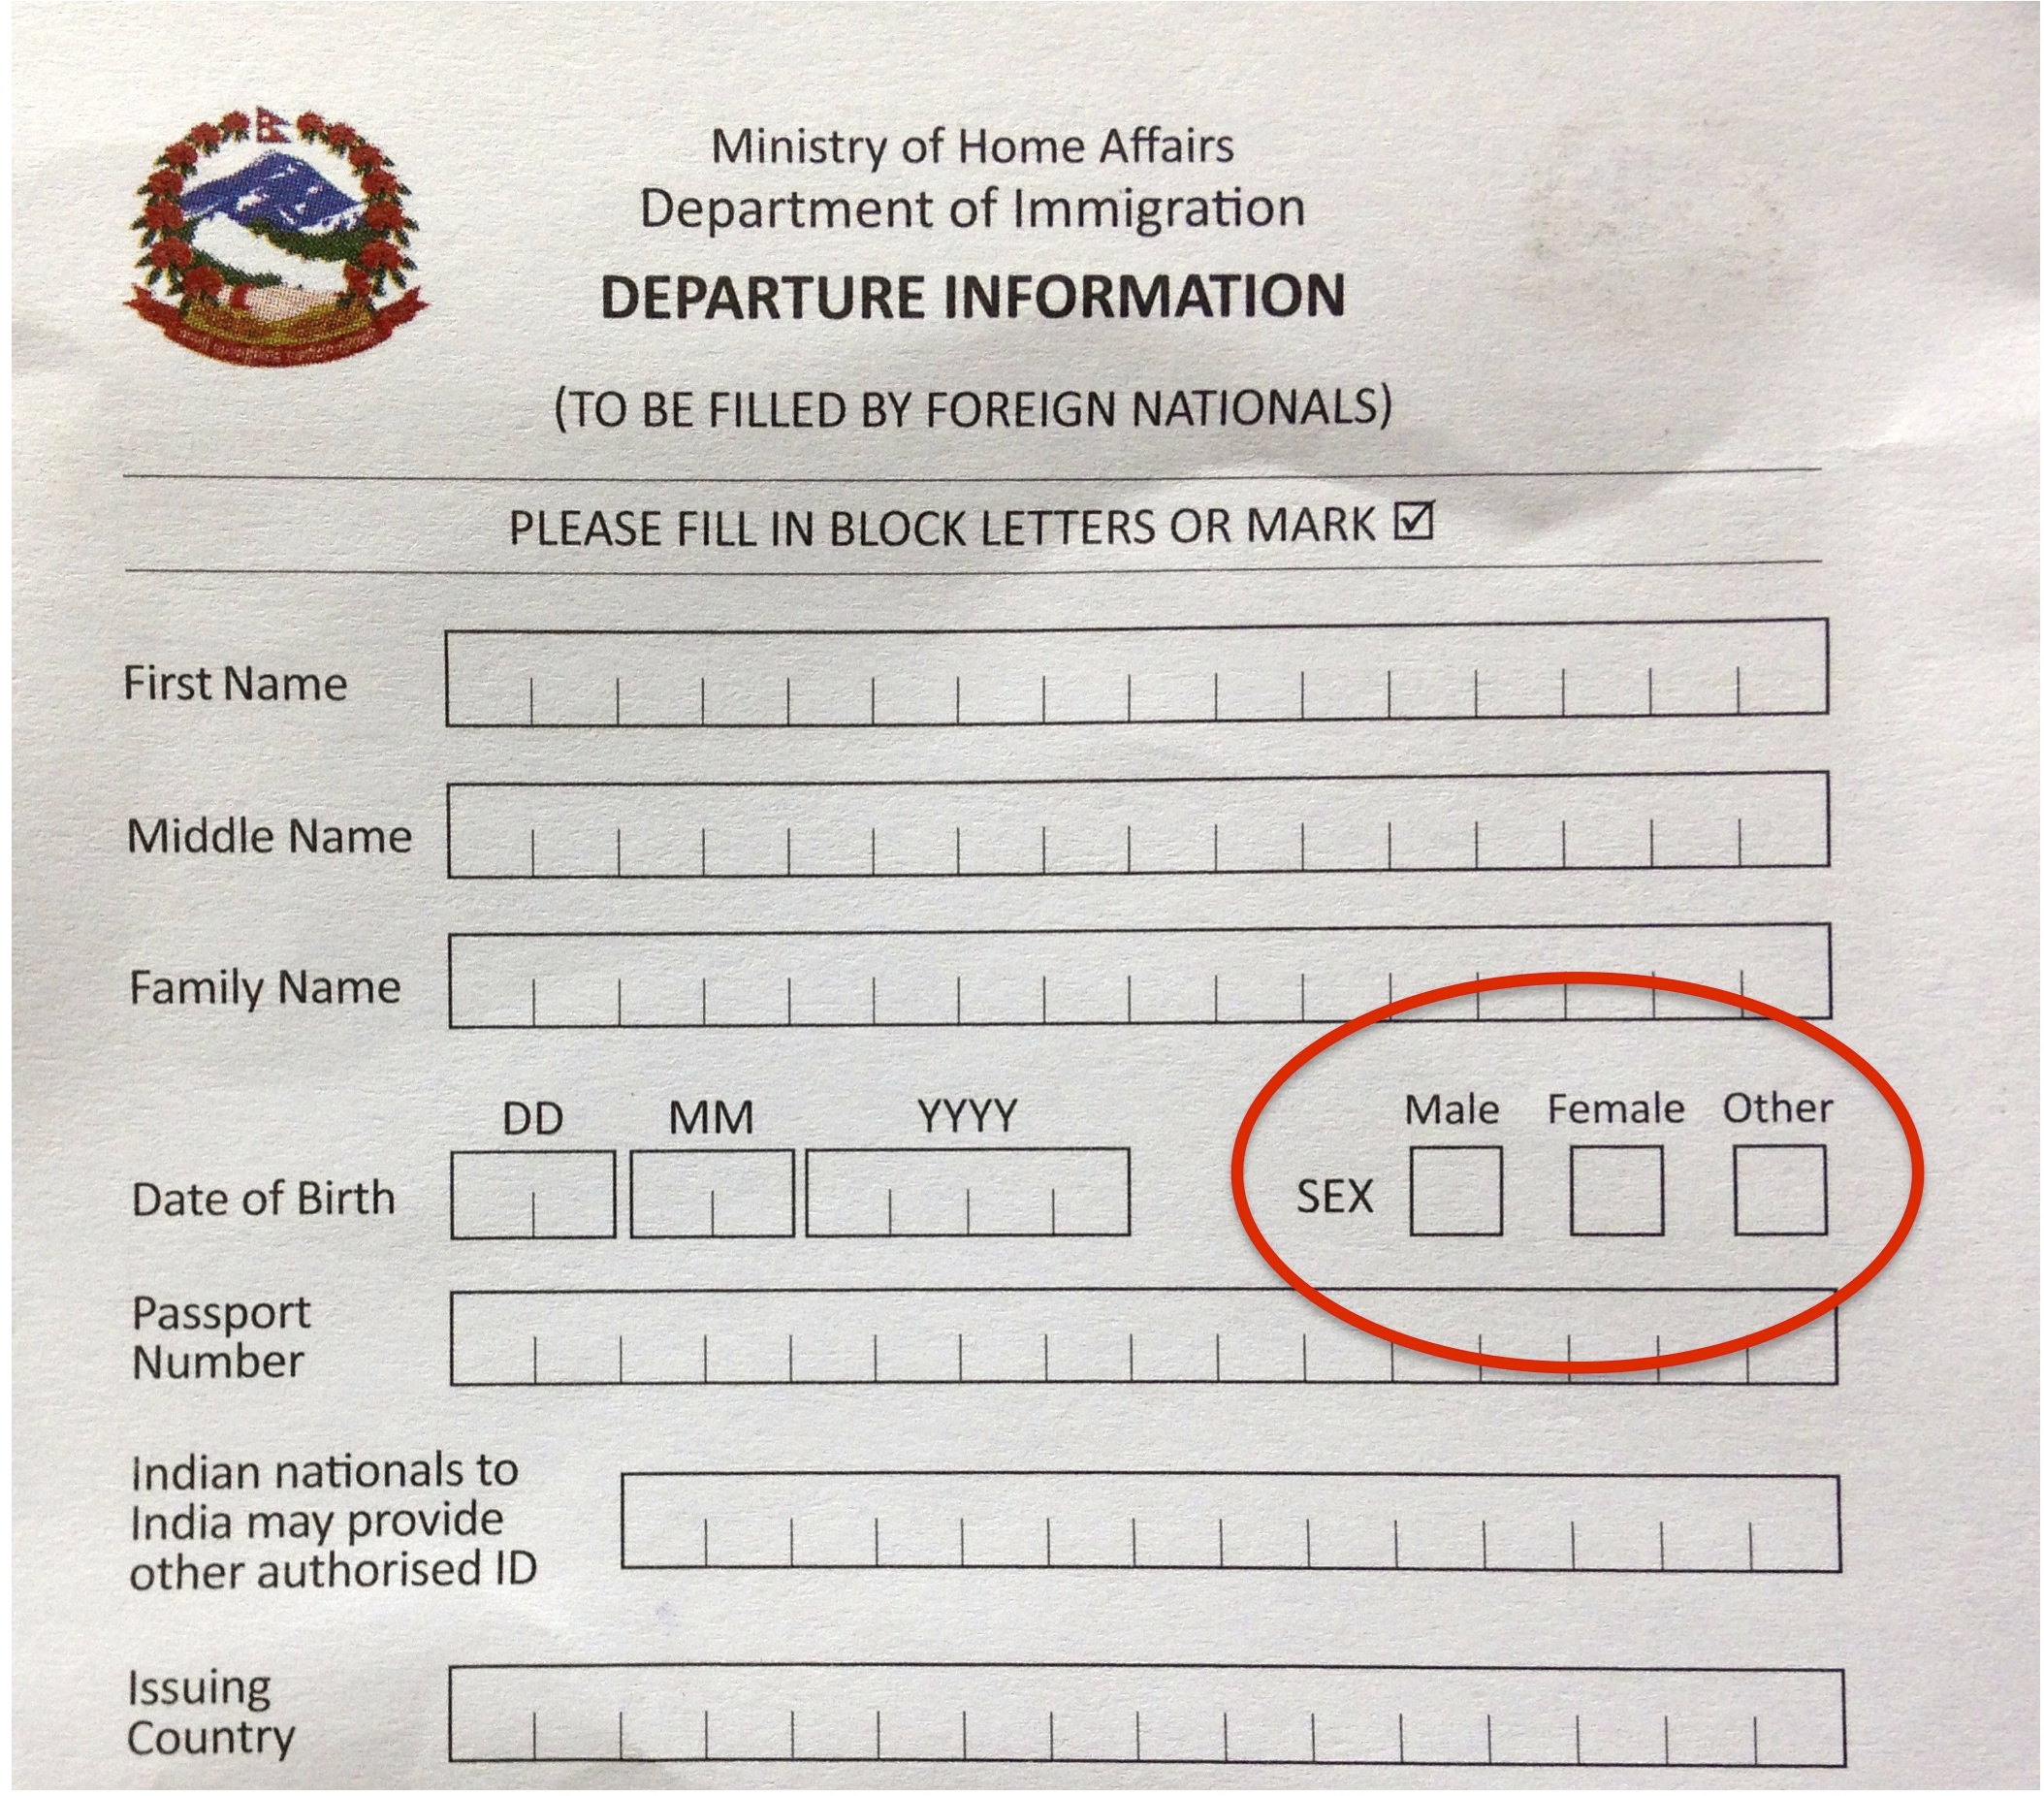 Ministry of Home Affairs
Department of Immigration
DEPARTURE INFORMATION
(TO BE FILLED BY FOREIGN NATIONALS)
PLEASE FILL IN BLOCK LETTERS OR MARK ☑
First Name
Middle Name
Family Name
DD MM YYYY Male Female Other
Date of Birth SEX
Passport
Number
Indian nationals to
India may provide
other authorised ID
Issuing
Country